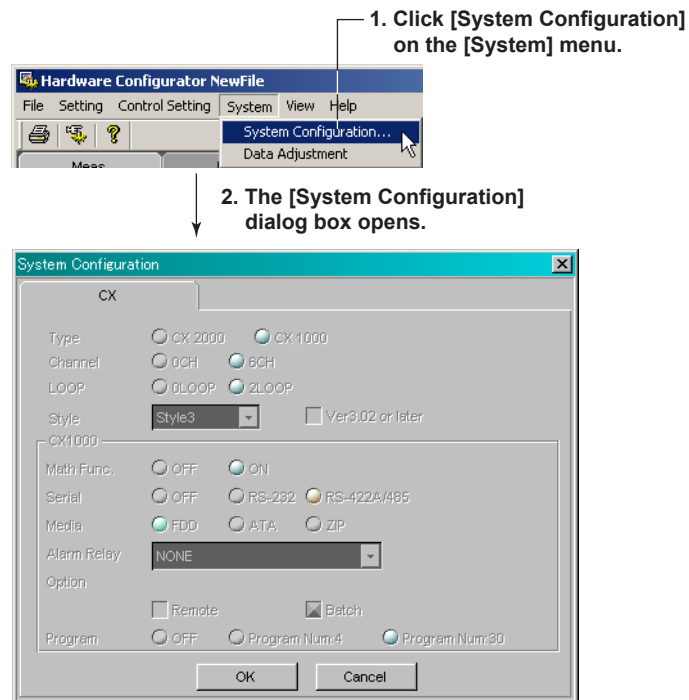 1. Click [System Configuration]
on the [System] menu.
Hardware Configurator NewFile
File Setting Control Setting System View Help
System Configuration...
Data Adjustment
Meas
2. The [System Configuration]
dialog box opens.
System Configuration
CX
Type CX 2000 CX 1000
Channel 0CH 6CH
LOOP 0LOOP 2LOOP
Style Style3 Ver3.02 or later
CX1000
Math Func. OFF ON
Serial OFF RS-232 RS-422A/485
Media FDD ATA ZIP
Alarm Relay NONE
Option
Remote Batch
Program OFF Program Num:4 Program Num:30
OK Cancel